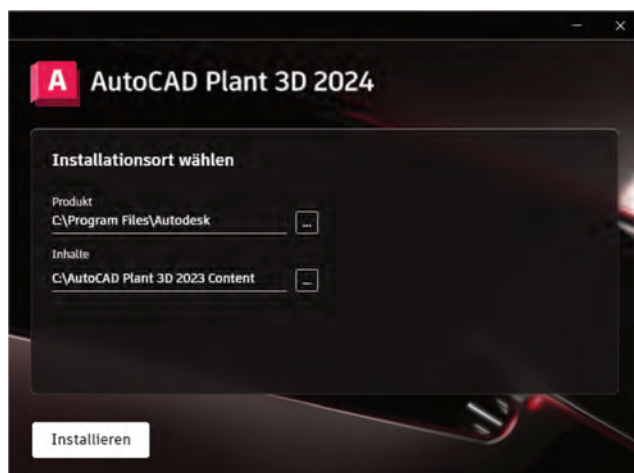 A AutoCAD Plant 3D 2024
Installationsort wählen
Produkt
C:\Program Files\Autodesk
...
Inhalte
C:\AutoCAD Plant 3D 2023 Content
...
Installieren